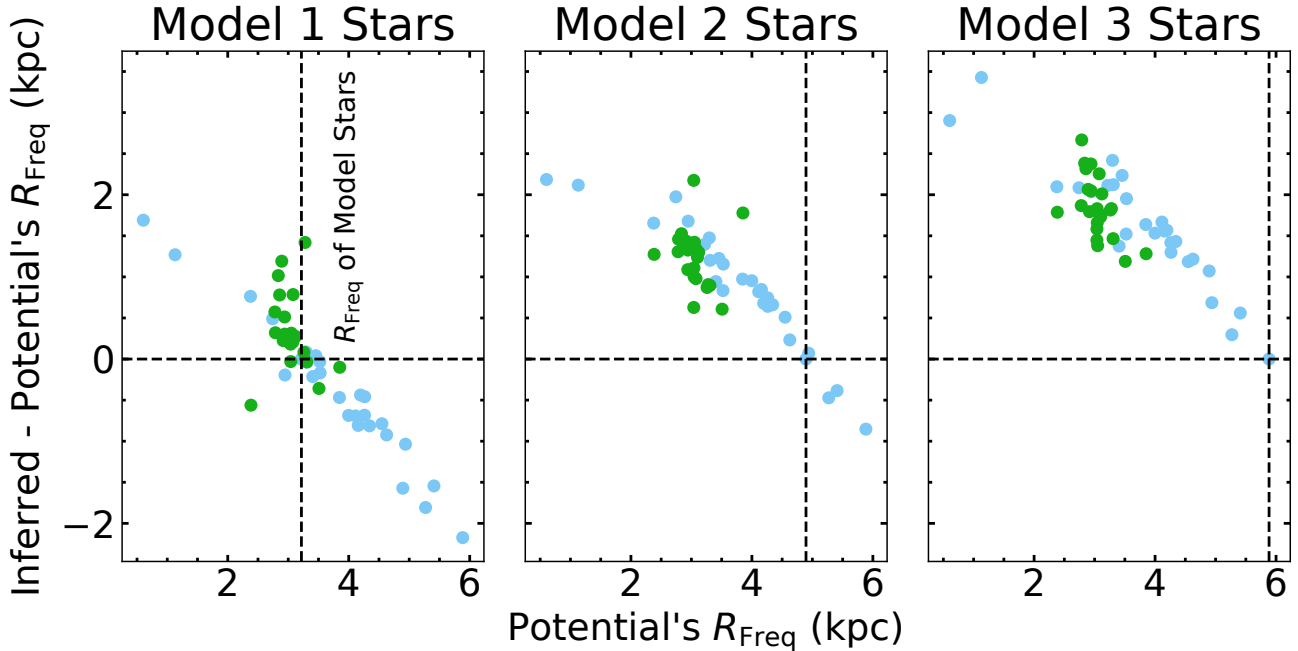 Model 1 Stars
Model 2 Stars
Model 3 Stars
Inferred - Potential's R_Freq (kpc)
2
0
−2
R_Freq of Model Stars
2 4 6
2 4 6
2 4 6
Potential's R_Freq (kpc)